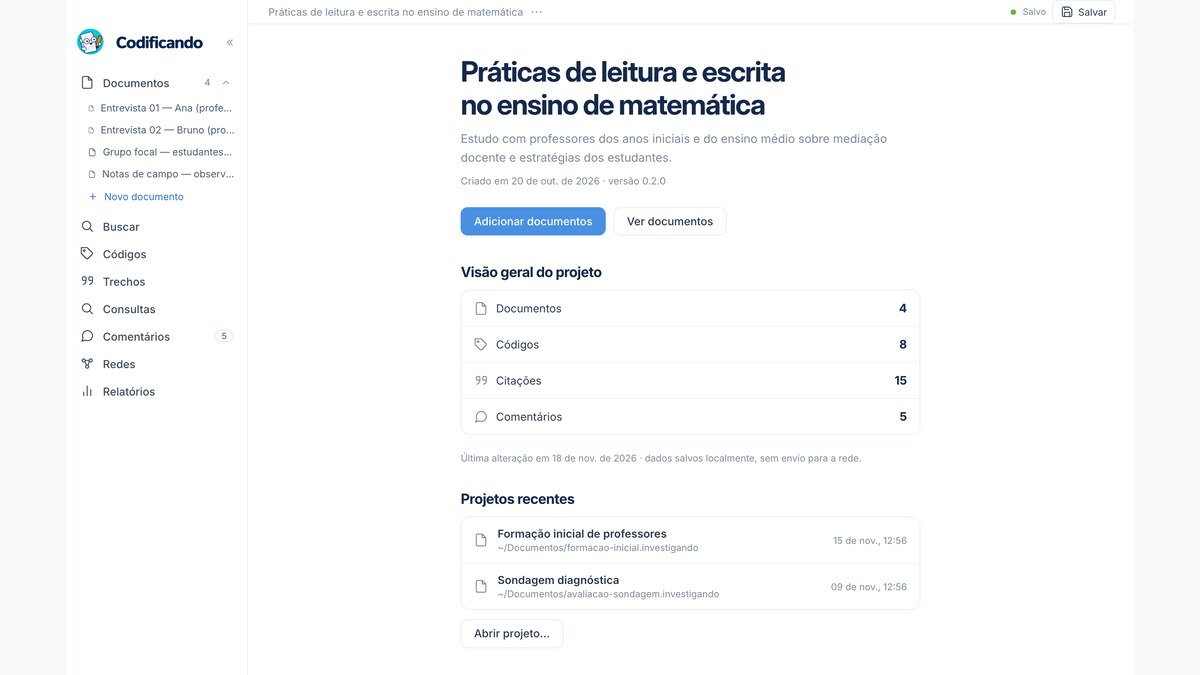 Práticas de leitura e escrita no ensino de matemática ···
Salvo
Salvar
Codificando
«
Documentos 4
Entrevista 01 — Ana (profe...
Entrevista 02 — Bruno (pro...
Grupo focal — estudantes...
Notas de campo — observ...
+ Novo documento
Buscar
Códigos
Trechos
Consultas
Comentários 5
Redes
Relatórios
Práticas de leitura e escrita
no ensino de matemática
Estudo com professores dos anos iniciais e do ensino médio sobre mediação
docente e estratégias dos estudantes.
Criado em 20 de out. de 2026 · versão 0.2.0
Adicionar documentos
Ver documentos
Visão geral do projeto
Documentos 4
Códigos 8
Citações 15
Comentários 5
Última alteração em 18 de nov. de 2026 · dados salvos localmente, sem envio para a rede.
Projetos recentes
Formação inicial de professores
~/Documentos/formacao-inicial.investigando
15 de nov., 12:56
Sondagem diagnóstica
~/Documentos/avaliacao-sondagem.investigando
09 de nov., 12:56
Abrir projeto...